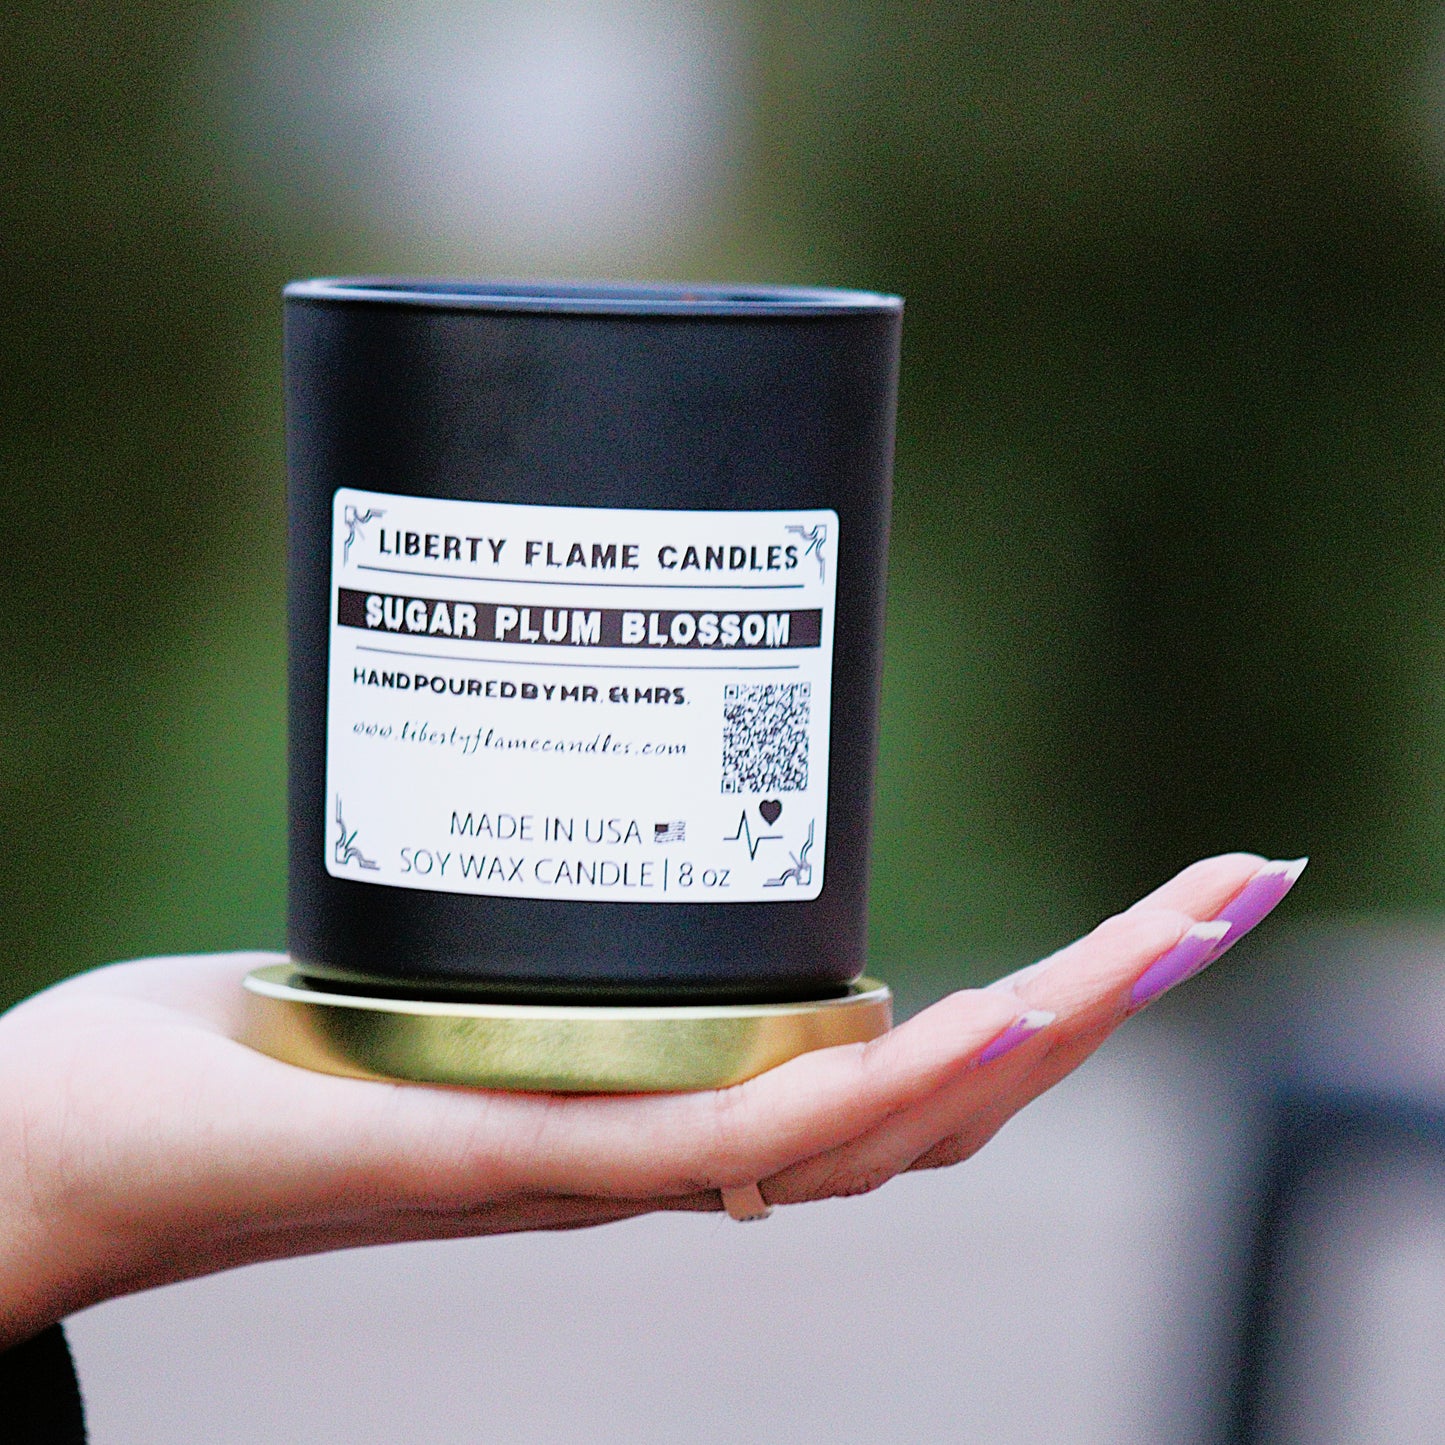 LIBERTY FLAME CANDLES
SUGAR PLUM BLOSSOM
HANDPOURED BY MR. & MRS.
www.libertyflamecandles.com
MADE IN USA
SOY WAX CANDLE | 8 oz